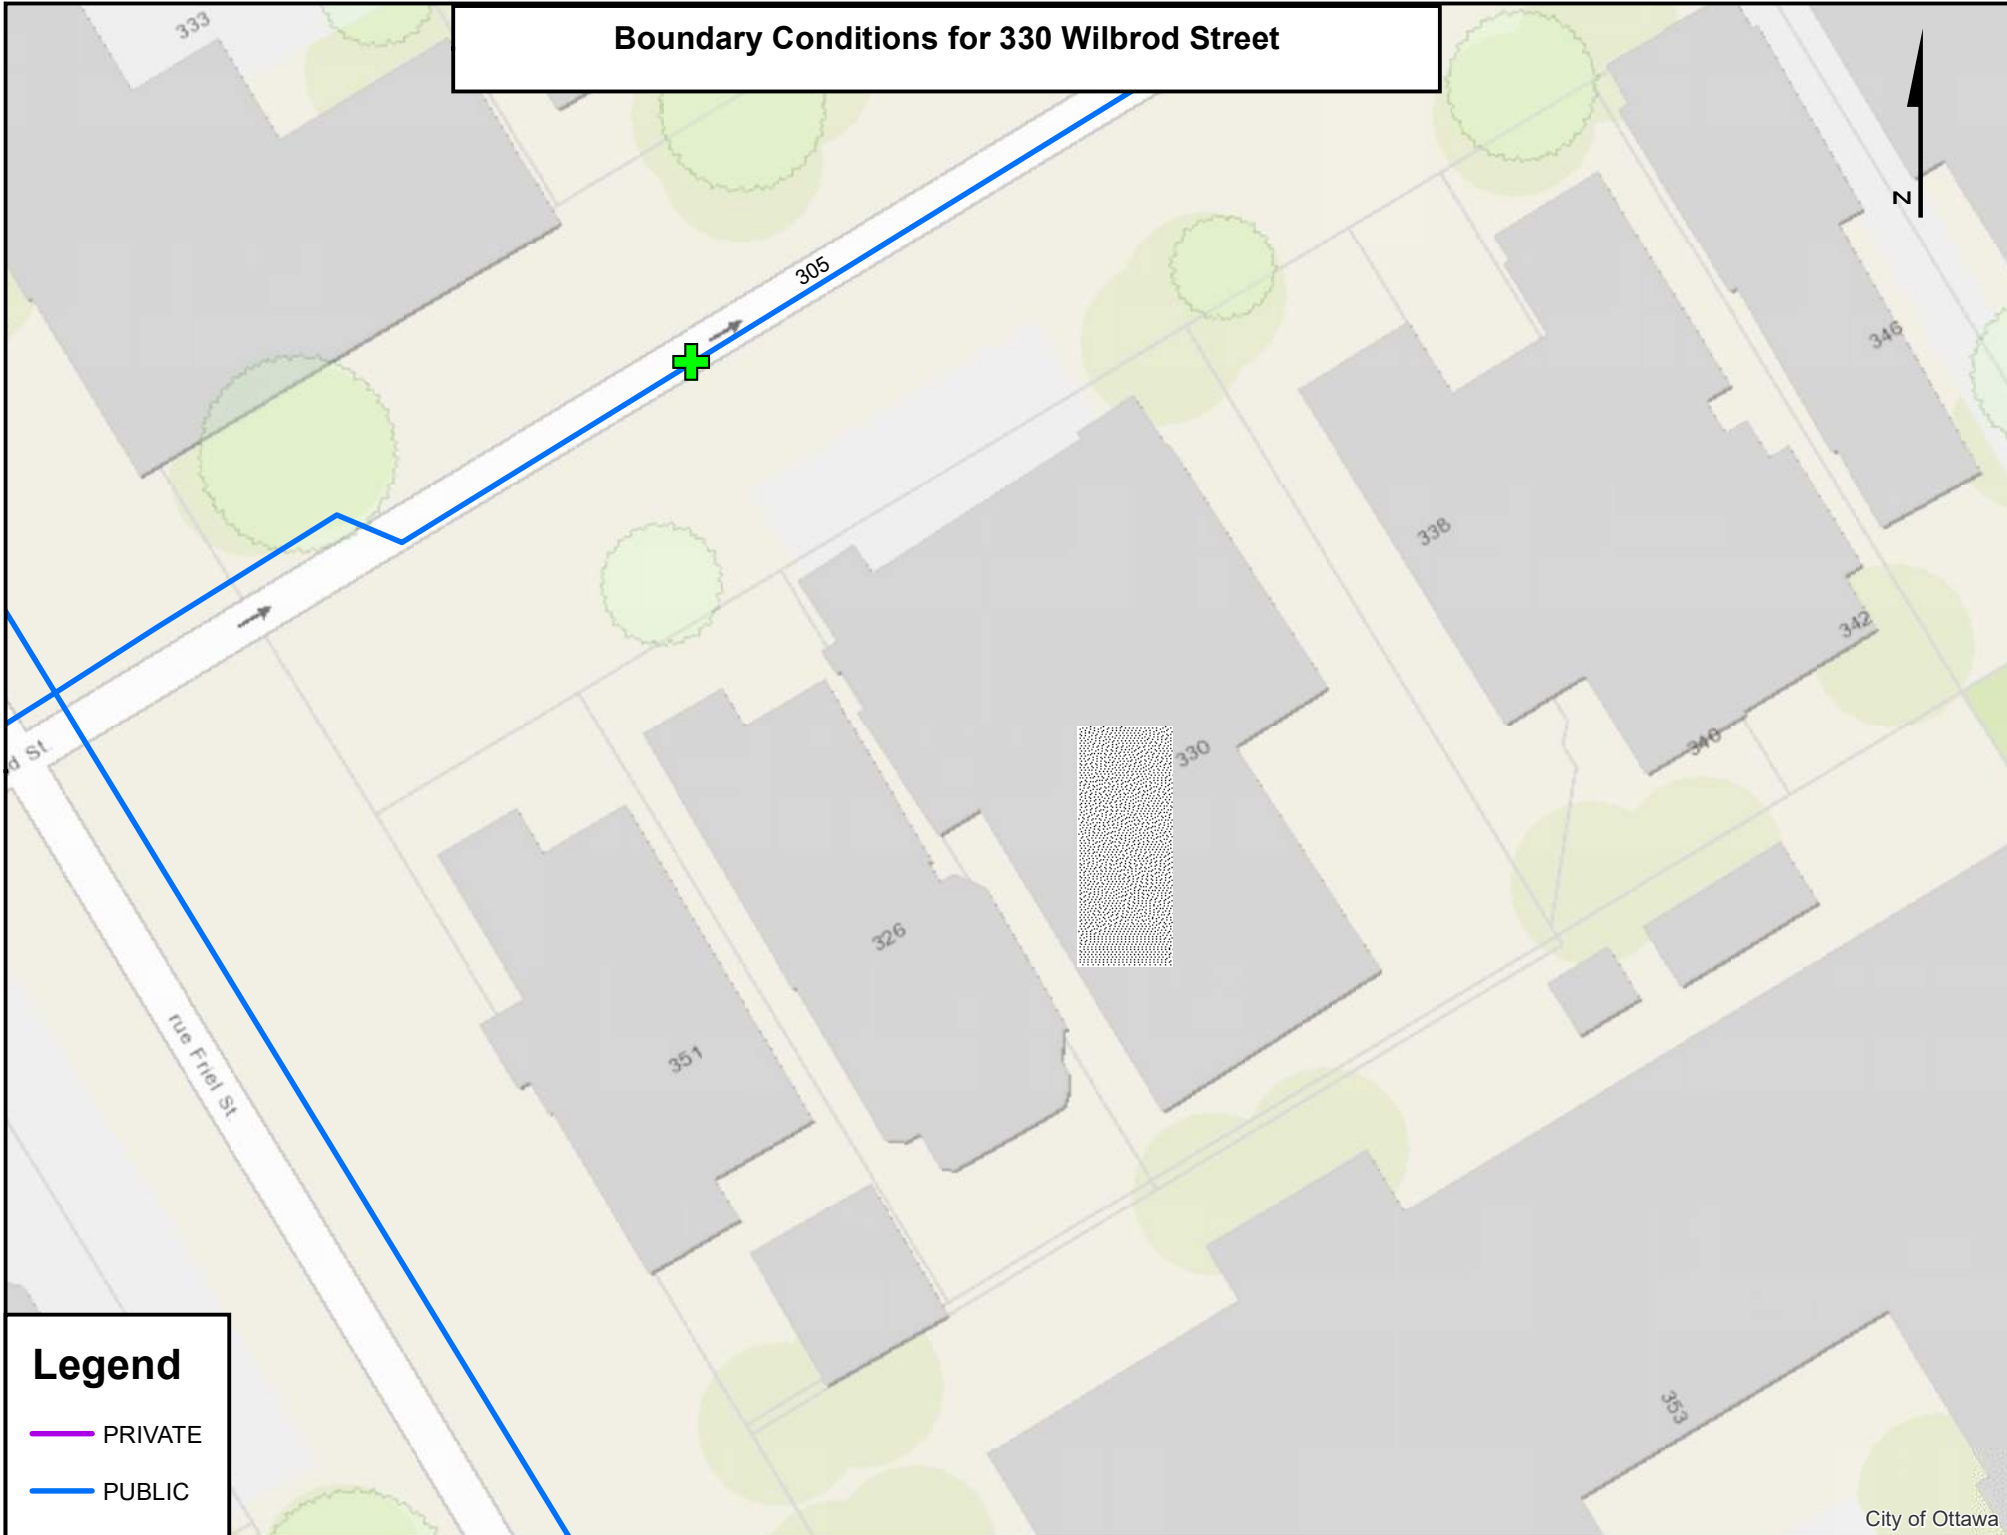 Boundary Conditions for 330 Wilbrod Street
333
N
305
346
338
342
d St.
330
340
326
351
rue Friel St.
Legend
PRIVATE
PUBLIC
353
City of Ottawa